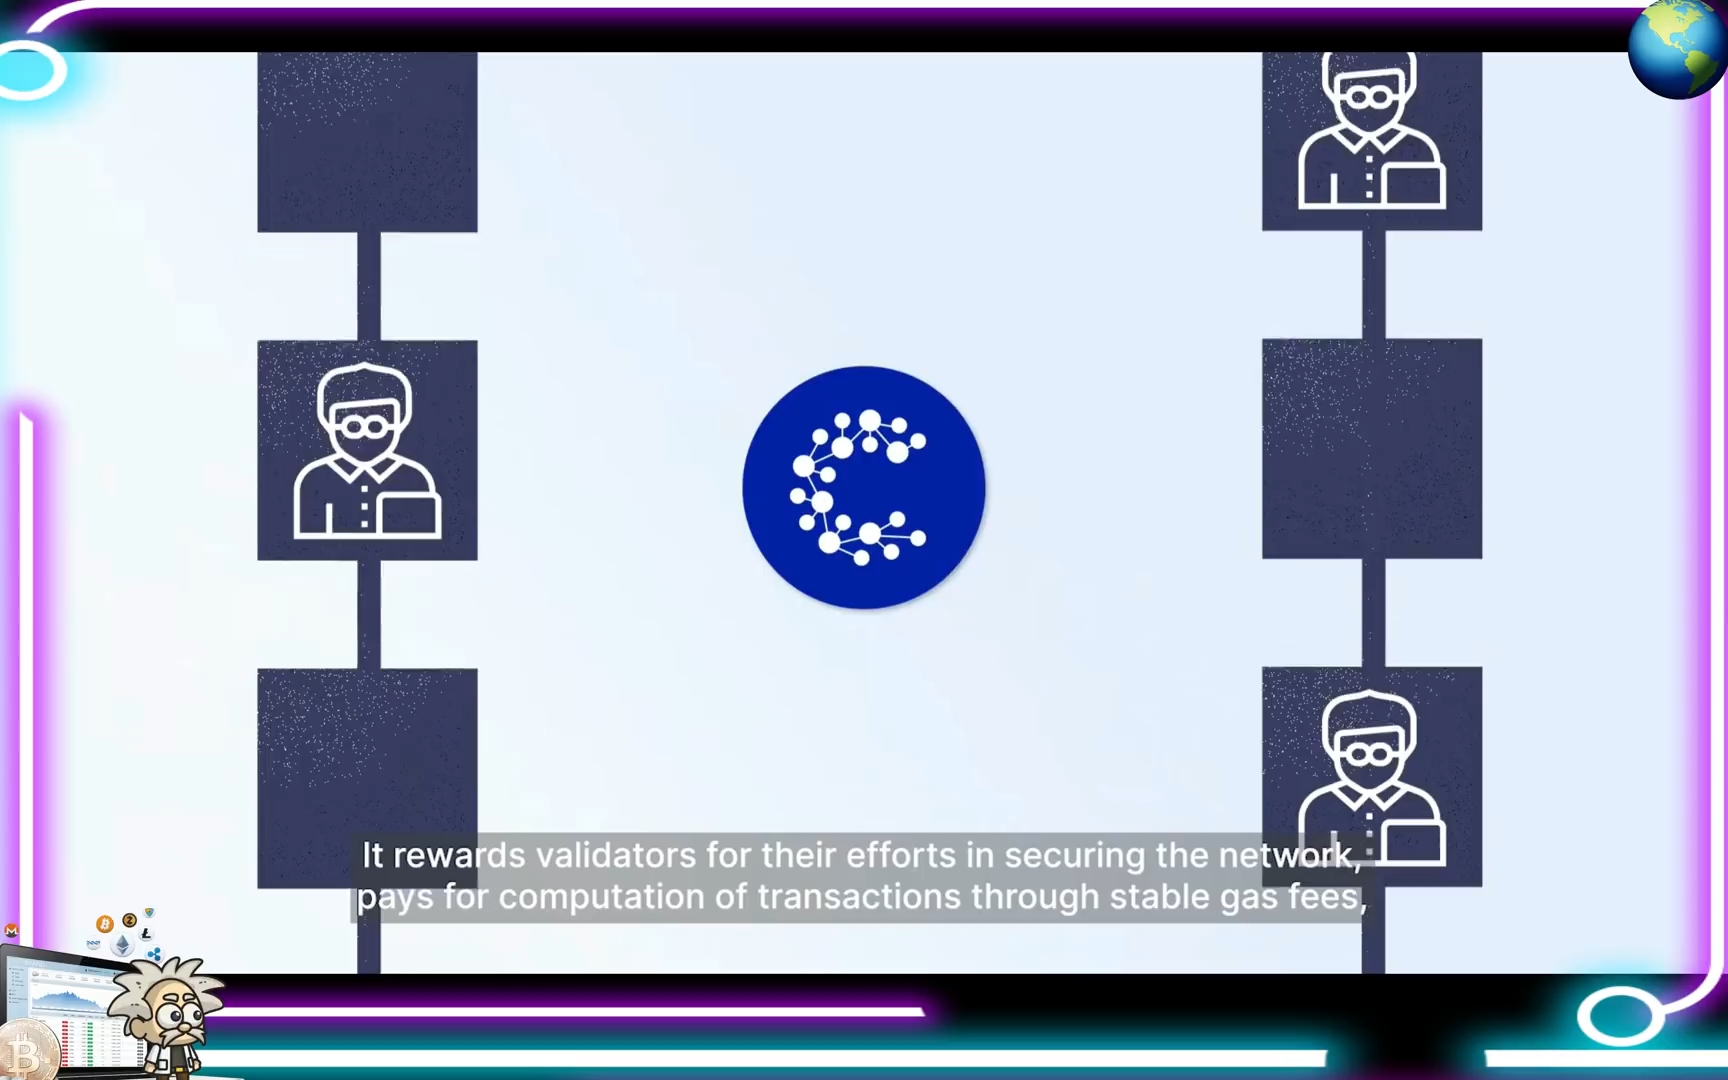 It rewards validators for their efforts in securing the network,
pays for computation of transactions through stable gas fees,